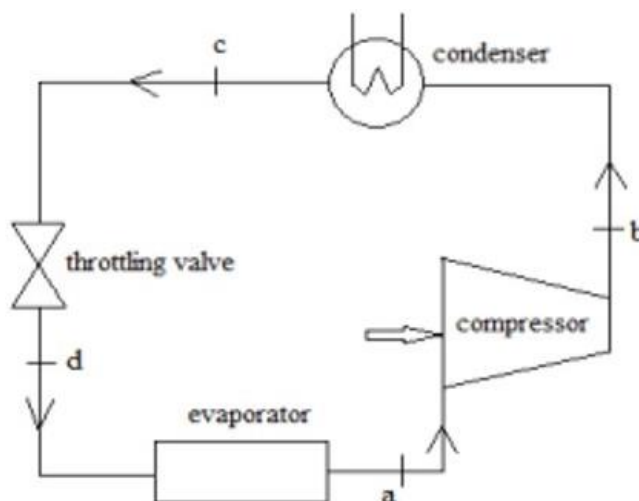 c
condenser
b
throttling valve
compressor
d
evaporator
a